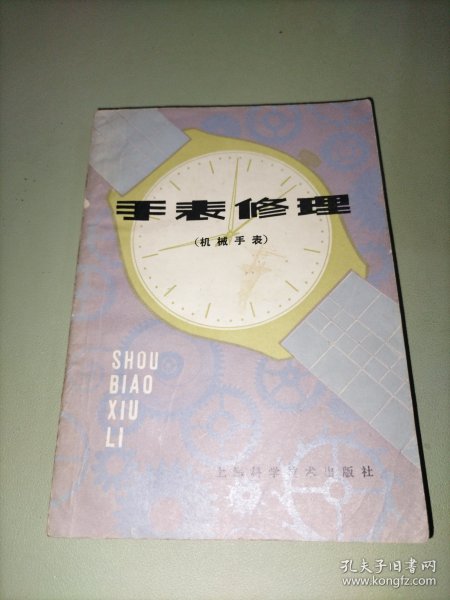 手表修理
(机械手表)
SHOU
BIAO
XIU
LI
上海科学技术出版社
孔夫子旧书网
www.kongfz.com